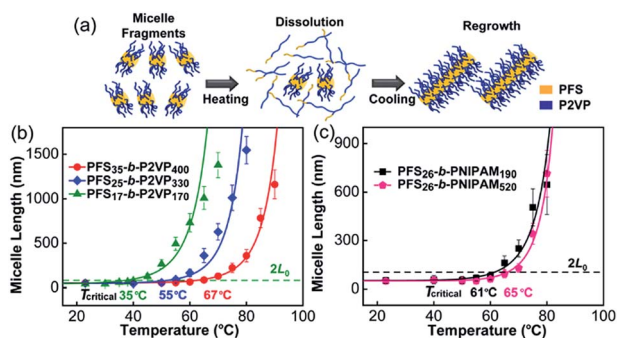 (a)
Micelle
Fragments
Dissolution
Regrowth
Heating
Cooling
PFS
P2VP
(b)
1500
1000
500
0
Micelle Length (nm)
PFS35-b-P2VP400
PFS25-b-P2VP330
PFS17-b-P2VP170
2L0
Tcritical 35°C 55°C 67°C
20 40 60 80 100
Temperature (°C)
(c)
900
600
300
0
Micelle Length (nm)
PFS26-b-PNIPAM190
PFS26-b-PNIPAM520
2L0
Tcritical 61°C 65°C
20 40 60 80 100
Temperature (°C)